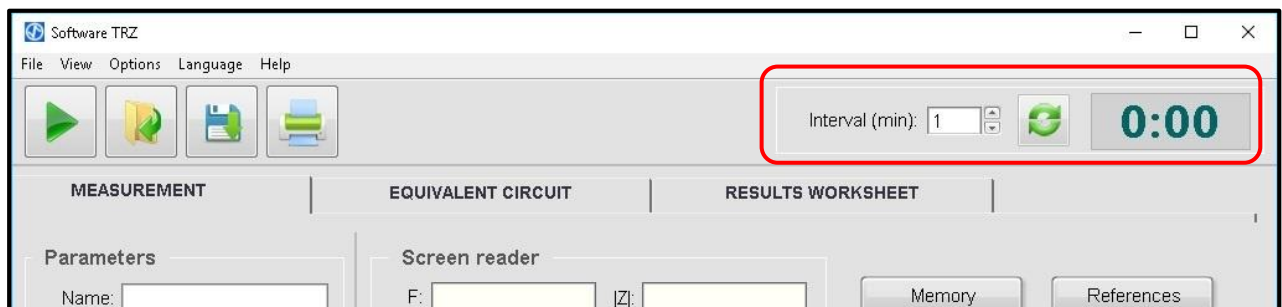 Software TRZ
File View Options Language Help
Interval (min): 1 0:00
MEASUREMENT EQUIVALENT CIRCUIT RESULTS WORKSHEET
Parameters Screen reader
Name: F: |Z|: Memory References